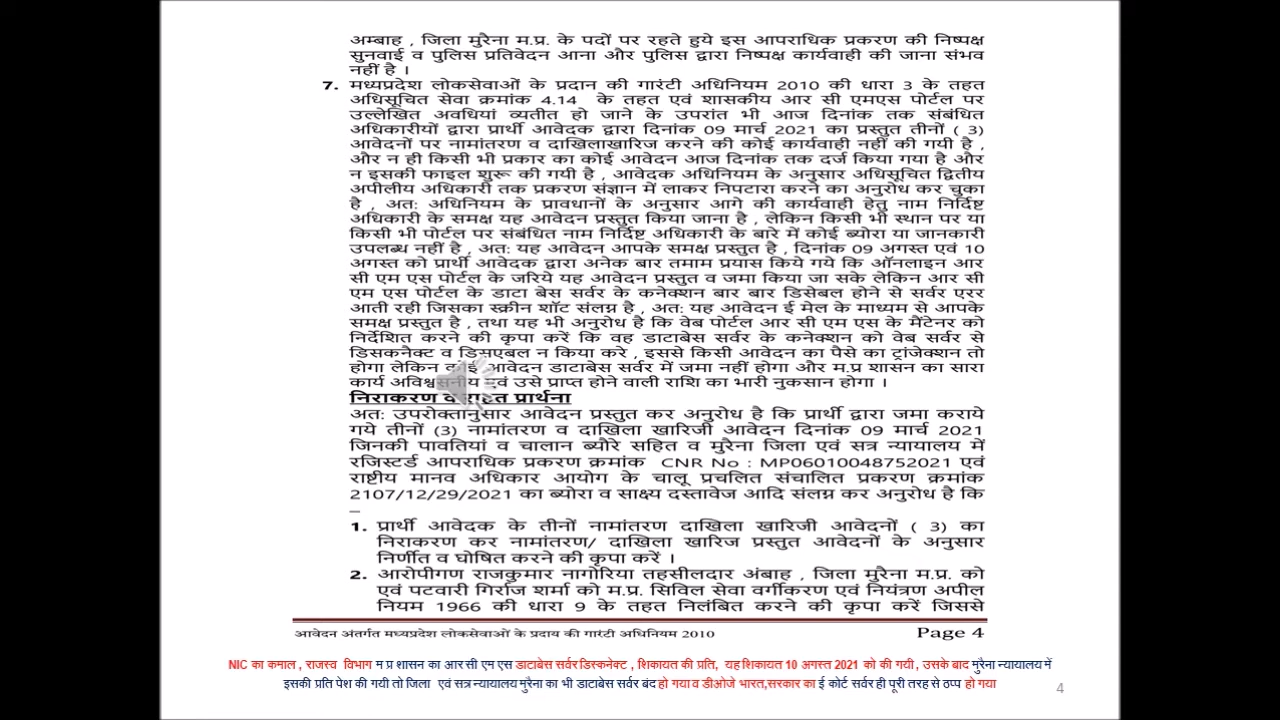 अम्बाह , जिला मुरैना म.प्र. के पदों पर रहते हुये इस आपराधिक प्रकरण की निष्पक्ष
सुनवाई व पुलिस प्रतिवेदन आना और पुलिस द्वारा निष्पक्ष कार्यवाही की जाना संभव
नहीं है ।
7. मध्यप्रदेश लोकसेवाओं के प्रदान की गारंटी अधिनियम 2010 की धारा 3 के तहत
अधिसूचित सेवा क्रमांक 4.14 के तहत एवं शासकीय आर सी एमएस पोर्टल पर
उल्लेखित अवधियां व्यतीत हो जाने के उपरांत भी आज दिनांक तक संबंधित
अधिकारीयों द्वारा प्रार्थी आवेदक द्वारा दिनांक 09 मार्च 2021 का प्रस्तुत तीनों ( 3)
आवेदनों पर नामांतरण व दाखिलाखारिज करने की कोई कार्यवाही नहीं की गयी है ,
और न ही किसी भी प्रकार का कोई आवेदन आज दिनांक तक दर्ज किया गया है और
न इसकी फाइल शुरू की गयी है , आवेदक अधिनियम के अनुसार अधिसूचित द्वितीय
अपीलीय अधिकारी तक प्रकरण संज्ञान में लाकर निपटारा करने का अनुरोध कर चुका
है , अत: अधिनियम के प्रावधानों के अनुसार आगे की कार्यवाही हेतु नाम निर्दिष्ट
अधिकारी के समक्ष यह आवेदन प्रस्तुत किया जाना है , लेकिन किसी भी स्थान पर या
किसी भी पोर्टल पर संबंधित नाम निर्दिष्ट अधिकारी के बारे में कोई ब्योरा या जानकारी
उपलब्ध नहीं है , अत: यह आवेदन आपके समक्ष प्रस्तुत है , दिनांक 09 अगस्त एवं 10
अगस्त को प्रार्थी आवेदक द्वारा अनेक बार तमाम प्रयास किये गये कि ऑनलाइन आर
सी एम एस पोर्टल के जरिये यह आवेदन प्रस्तुत व जमा किया जा सके लेकिन आर सी
एम एस पोर्टल के डाटा बेस सर्वर के कनेक्शन बार बार डिसेबल होने से सर्वर एरर
आती रही जिसका स्क्रीन शॉट संलग्न है , अत: यह आवेदन ई मेल के माध्यम से आपके
समक्ष प्रस्तुत है , तथा यह भी अनुरोध है कि वेब पोर्टल आर सी एम एस के मैंटेनर को
निर्देशित करने की कृपा करें कि वह डाटाबेस सर्वर के कनेक्शन को वेब सर्वर से
डिसकनैक्ट व डिसएबल न किया करे , इससे किसी आवेदन का पैसे का ट्रांजेक्शन तो
होगा लेकिन कोई आवेदन डाटाबेस सर्वर में जमा नहीं होगा और म.प्र शासन का सारा
कार्य अविश्वसनीय एवं उसे प्राप्त होने वाली राशि का भारी नुकसान होगा ।
निराकरण व राहत प्रार्थना
अत: उपरोक्तानुसार आवेदन प्रस्तुत कर अनुरोध है कि प्रार्थी द्वारा जमा कराये
गये तीनों (3) नामांतरण व दाखिला खारिजी आवेदन दिनांक 09 मार्च 2021
जिनकी पावतियां व चालान ब्यौरे सहित व मुरैना जिला एवं सत्र न्यायालय में
रजिस्टर्ड आपराधिक प्रकरण क्रमांक CNR No : MP06010048752021 एवं
राष्टीय मानव अधिकार आयोग के चालू प्रचलित संचालित प्रकरण क्रमांक
2107/12/29/2021 का ब्योरा व साक्ष्य दस्तावेज आदि संलग्न कर अनुरोध है कि
–
1. प्रार्थी आवेदक के तीनों नामांतरण दाखिला खारिजी आवेदनों ( 3) का
निराकरण कर नामांतरण/ दाखिला खारिज प्रस्तुत आवेदनों के अनुसार
निर्णीत व घोषित करने की कृपा करें ।
2. आरोपीगण राजकुमार नागोरिया तहसीलदार अंबाह , जिला मुरैना म.प्र. को
एवं पटवारी गिर्राज शर्मा को म.प्र. सिविल सेवा वर्गीकरण एवं नियंत्रण अपील
नियम 1966 की धारा 9 के तहत निलंबित करने की कृपा करें जिससे
आवेदन अंतर्गत मध्यप्रदेश लोकसेवाओं के प्रदाय की गारंटी अधिनियम 2010 Page 4
NIC का कमाल , राजस्व विभाग म प्र शासन का आर सी एम एस डाटाबेस सर्वर डिस्कनेक्ट , शिकायत की प्रति, यह शिकायत 10 अगस्त 2021 को की गयी , उसके बाद मुरैना न्यायालय में
इसकी प्रति पेश की गयी तो जिला एवं सत्र न्यायालय मुरैना का भी डाटाबेस सर्वर बंद हो गया व डीओजे भारत,सरकार का ई कोर्ट सर्वर ही पूरी तरह से ठप्प हो गया
4